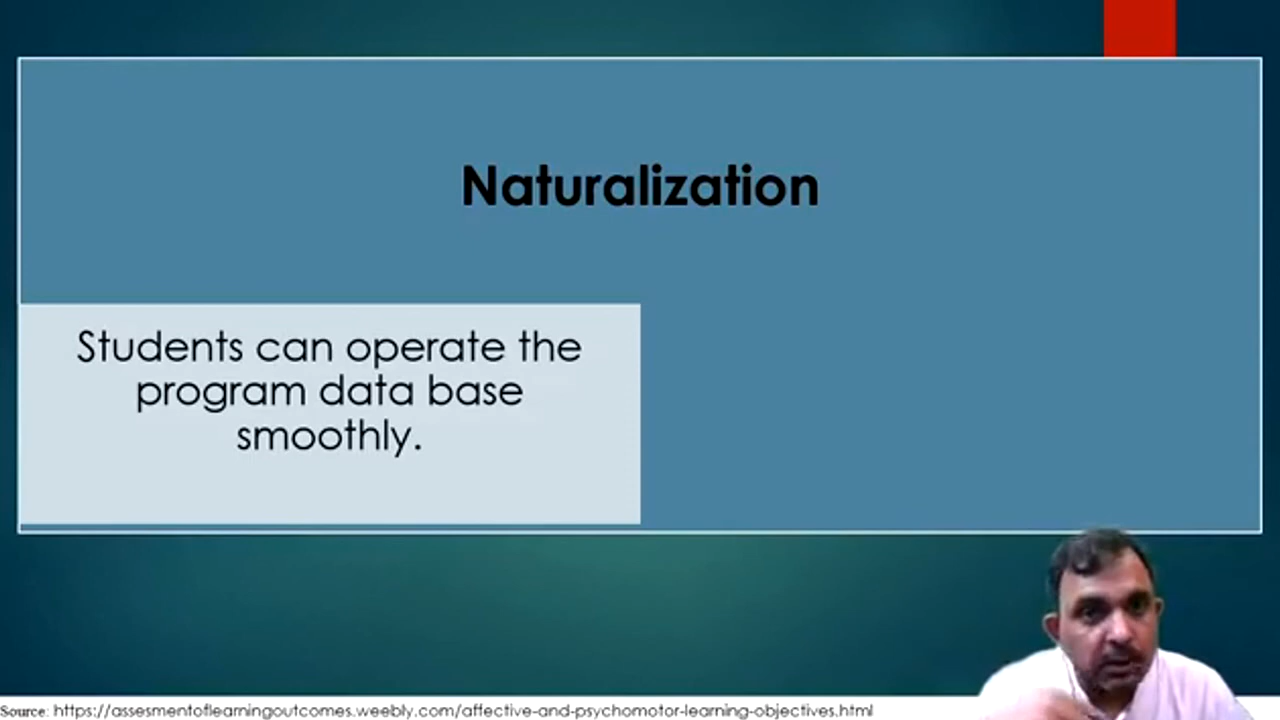 Naturalization
Students can operate the
program data base
smoothly.
Source: https://assesmentoflearningoutcomes.weebly.com/affective-and-psychomotor-learning-objectives.html